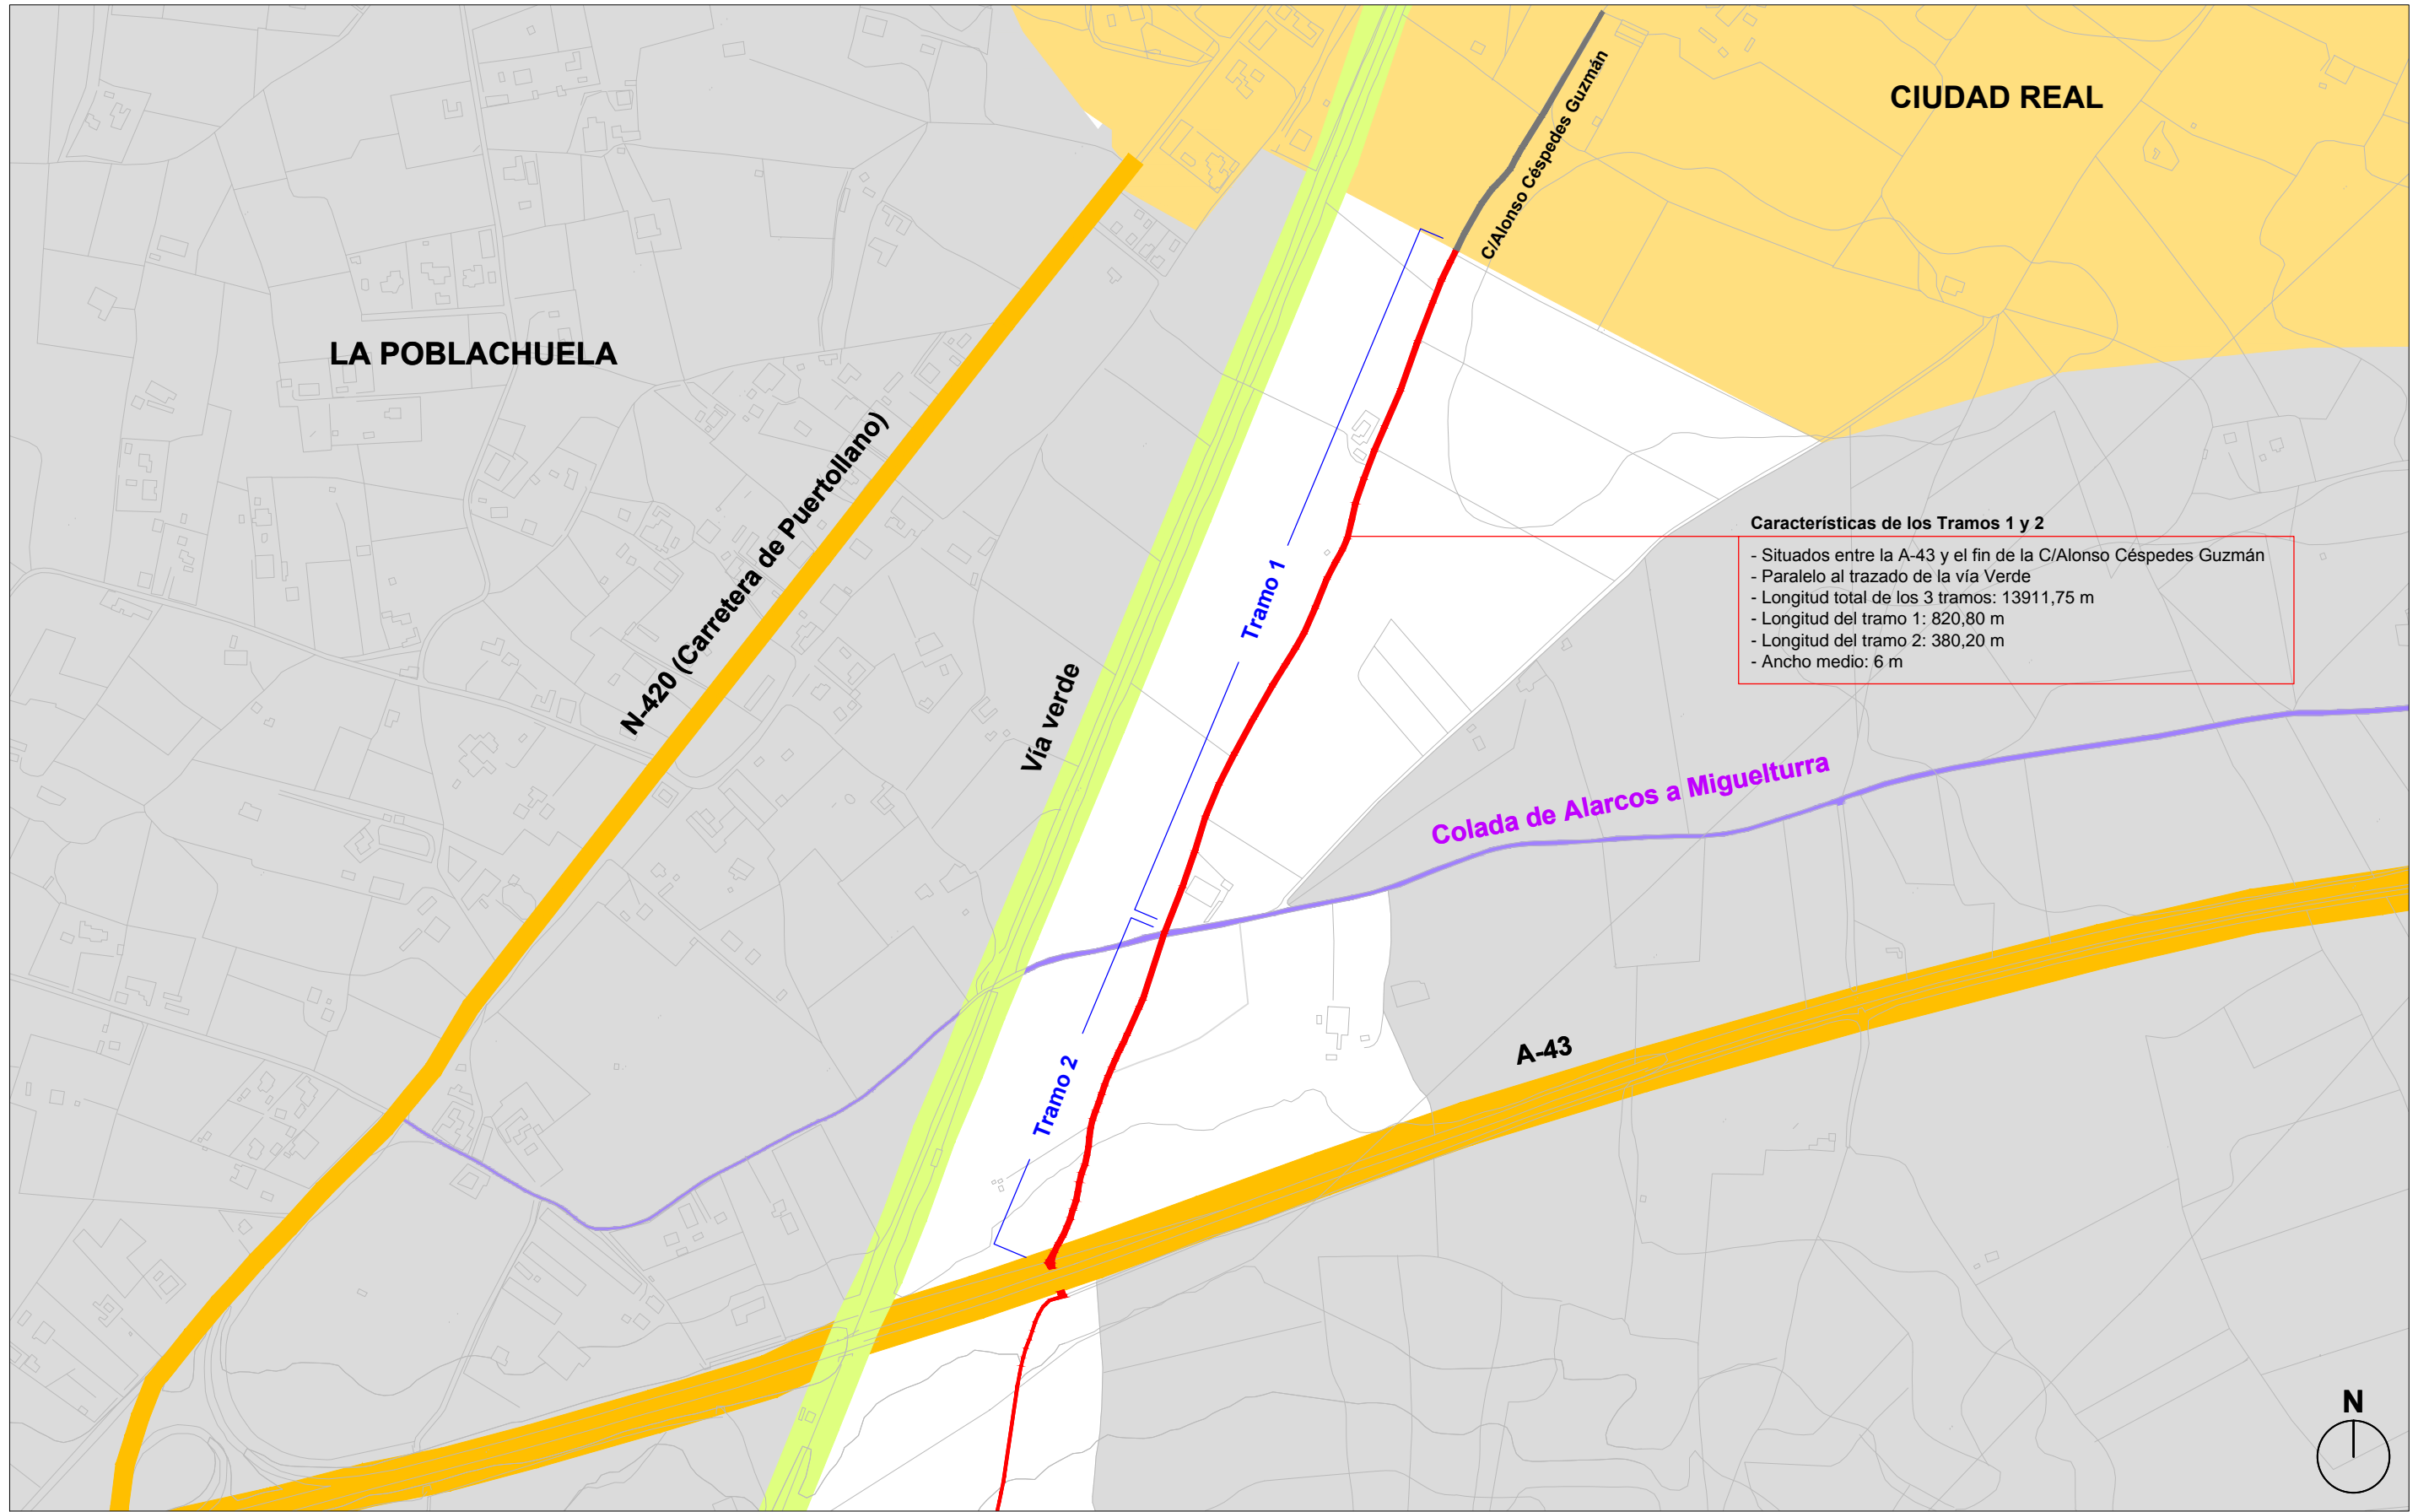 CIUDAD REAL
C/Alonso Céspedes Guzmán
LA POBLACHUELA
N-420 (Carretera de Puertollano)
Características de los Tramos 1 y 2
- Situados entre la A-43 y el fin de la C/Alonso Céspedes Guzmán
- Paralelo al trazado de la vía Verde
- Longitud total de los 3 tramos: 13911,75 m
- Longitud del tramo 1: 820,80 m
- Longitud del tramo 2: 380,20 m
- Ancho medio: 6 m
Tramo 1
Vía verde
Colada de Alarcos a Miguelturra
A-43
Tramo 2
N